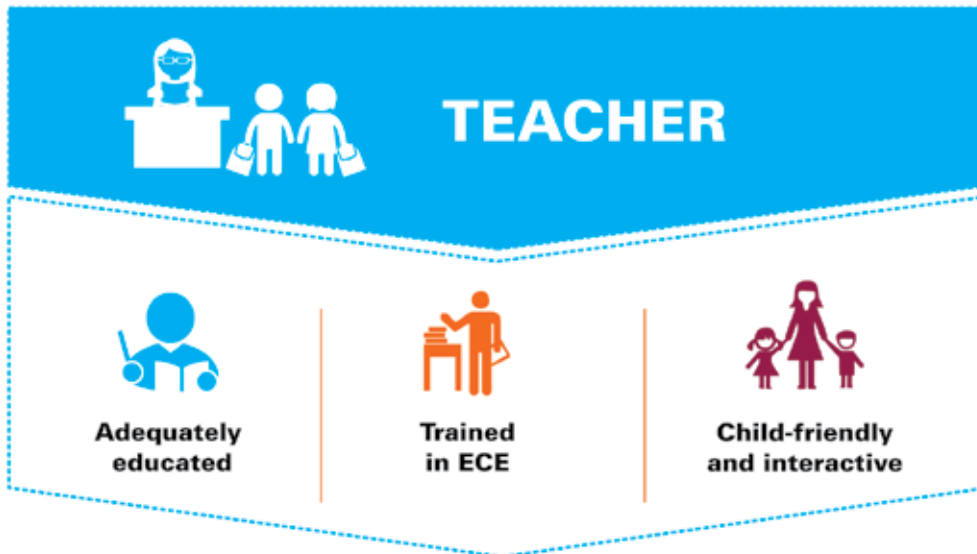 TEACHER
Adequately
educated
Trained
in ECE
Child-friendly
and interactive